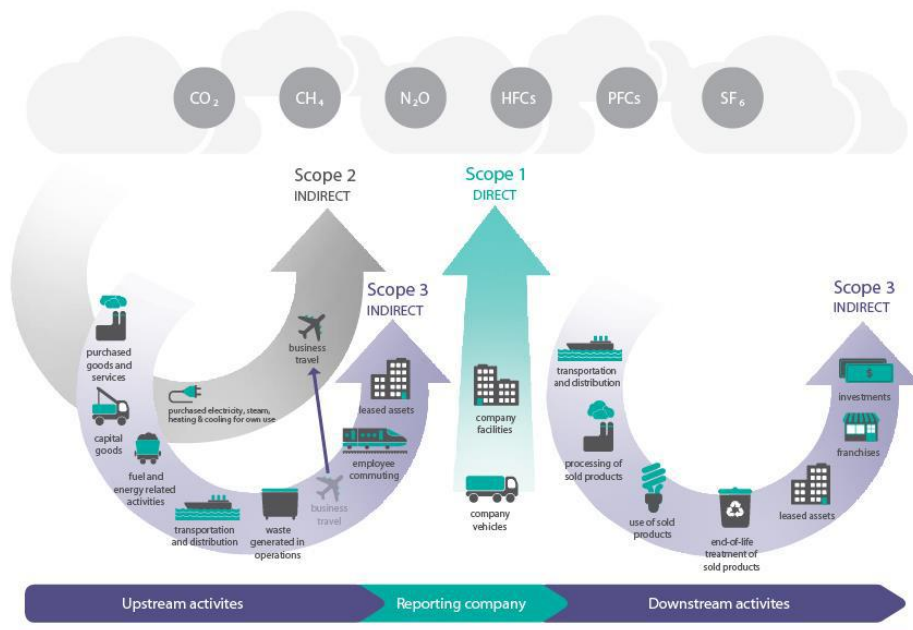 CO₂
CH₄
N₂O
HFCs
PFCs
SF₆
Scope 2
INDIRECT
Scope 1
DIRECT
Scope 3
INDIRECT
Scope 3
INDIRECT
purchased
goods and
services
capital
goods
fuel and
energy related
activities
purchased electricity, steam,
heating & cooling for own use
business
travel
transportation
and distribution
waste
generated in
operations
business
travel
employee
commuting
leased assets
company
facilities
company
vehicles
transportation
and distribution
processing of
sold products
use of sold
products
end-of-life
treatment of
sold products
leased assets
franchises
$
investments
Upstream activites
Reporting company
Downstream activites